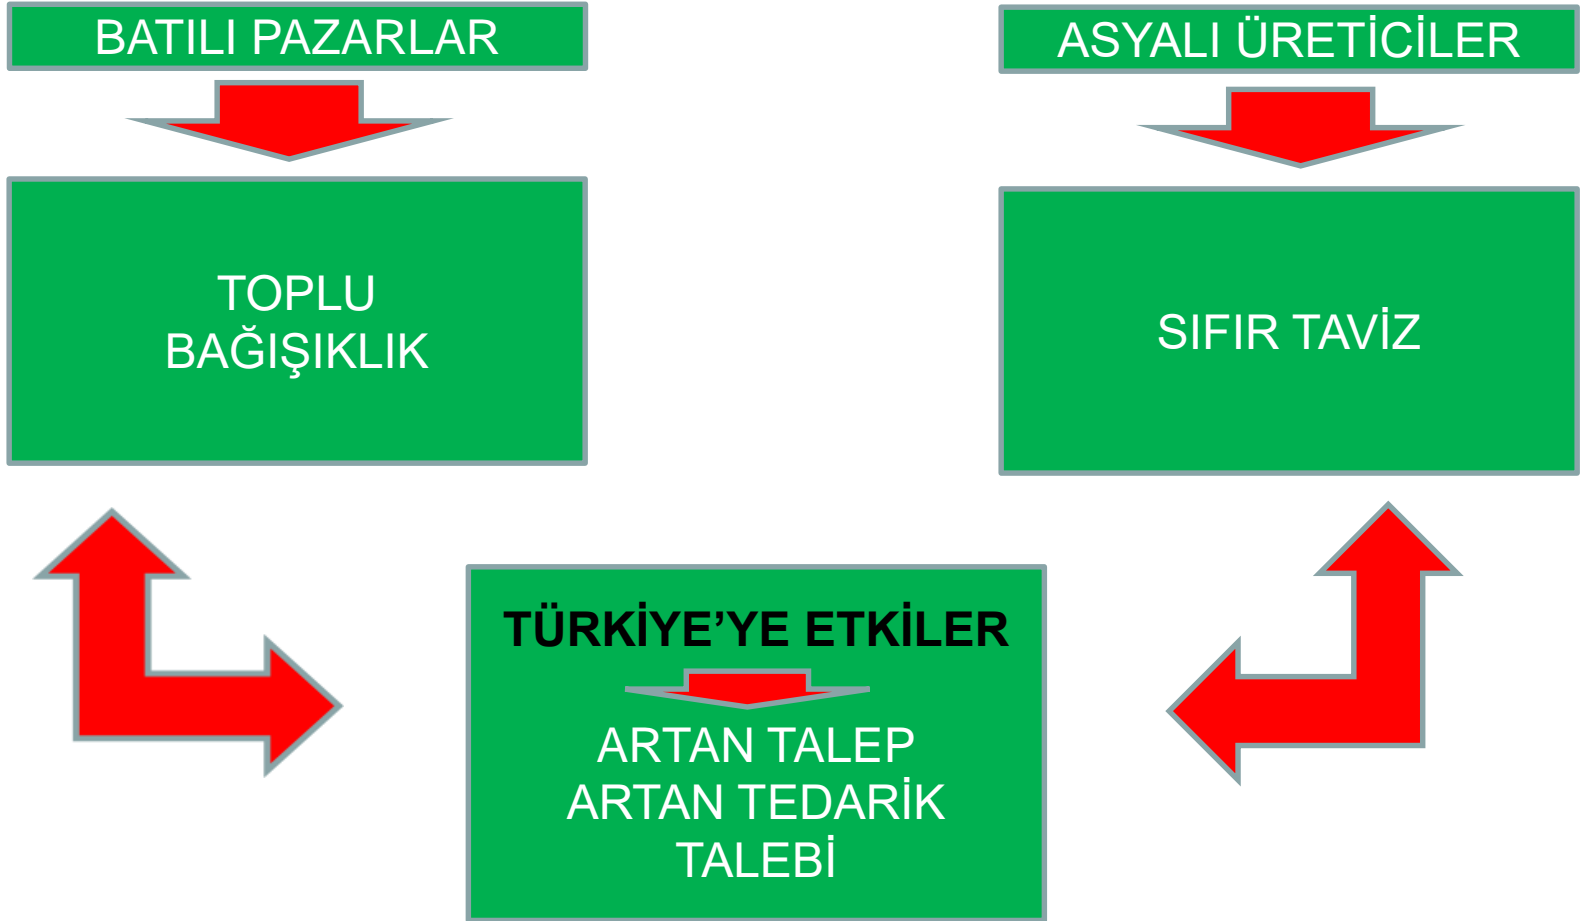 BATILI PAZARLAR
ASYALI ÜRETİCİLER
TOPLU
BAĞIŞIKLIK
SIFIR TAVİZ
TÜRKİYE’YE ETKİLER
ARTAN TALEP
ARTAN TEDARİK
TALEBİ